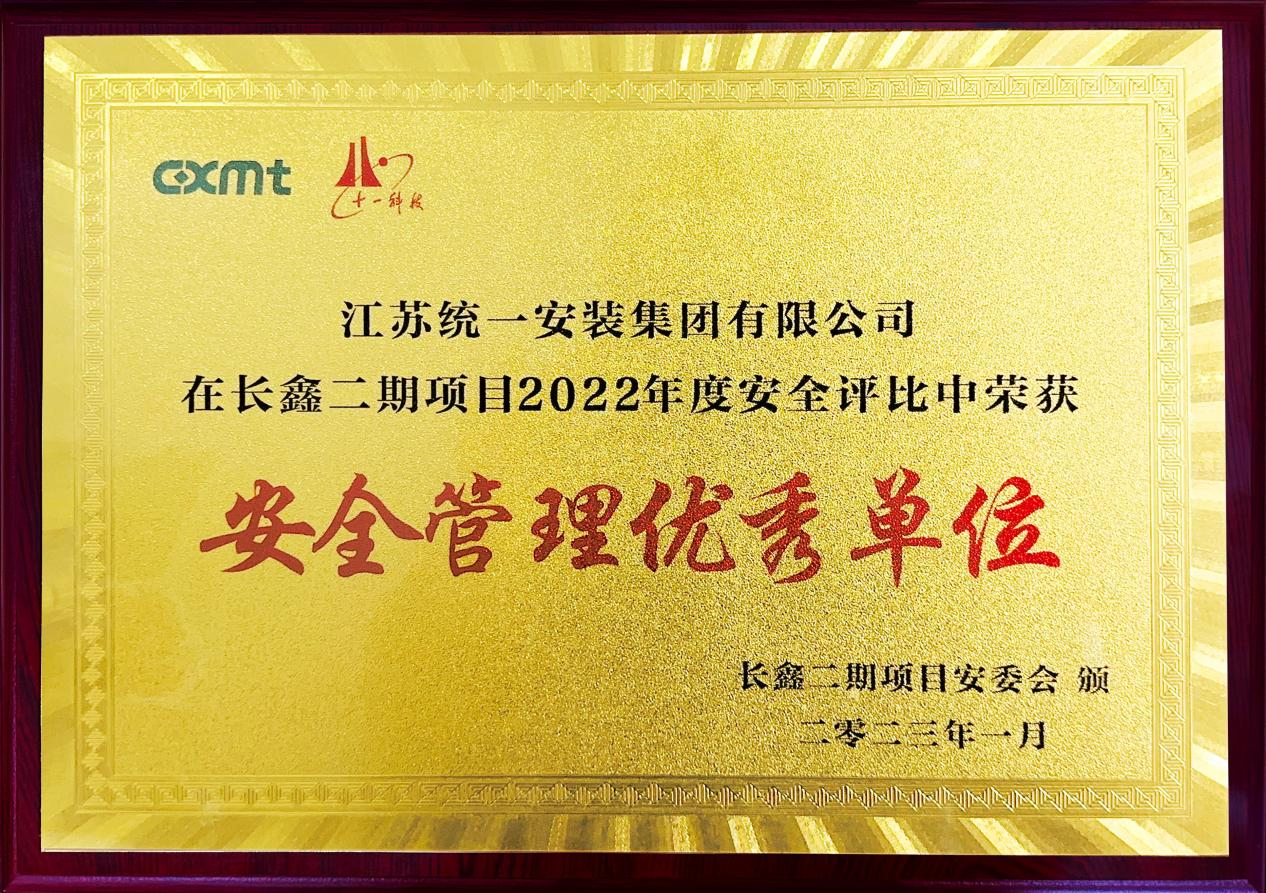 cxmt 十一科技
江苏统一安装集团有限公司
在长鑫二期项目2022年度安全评比中荣获
安全管理优秀单位
长鑫二期项目安委会 颁
二零二三年一月